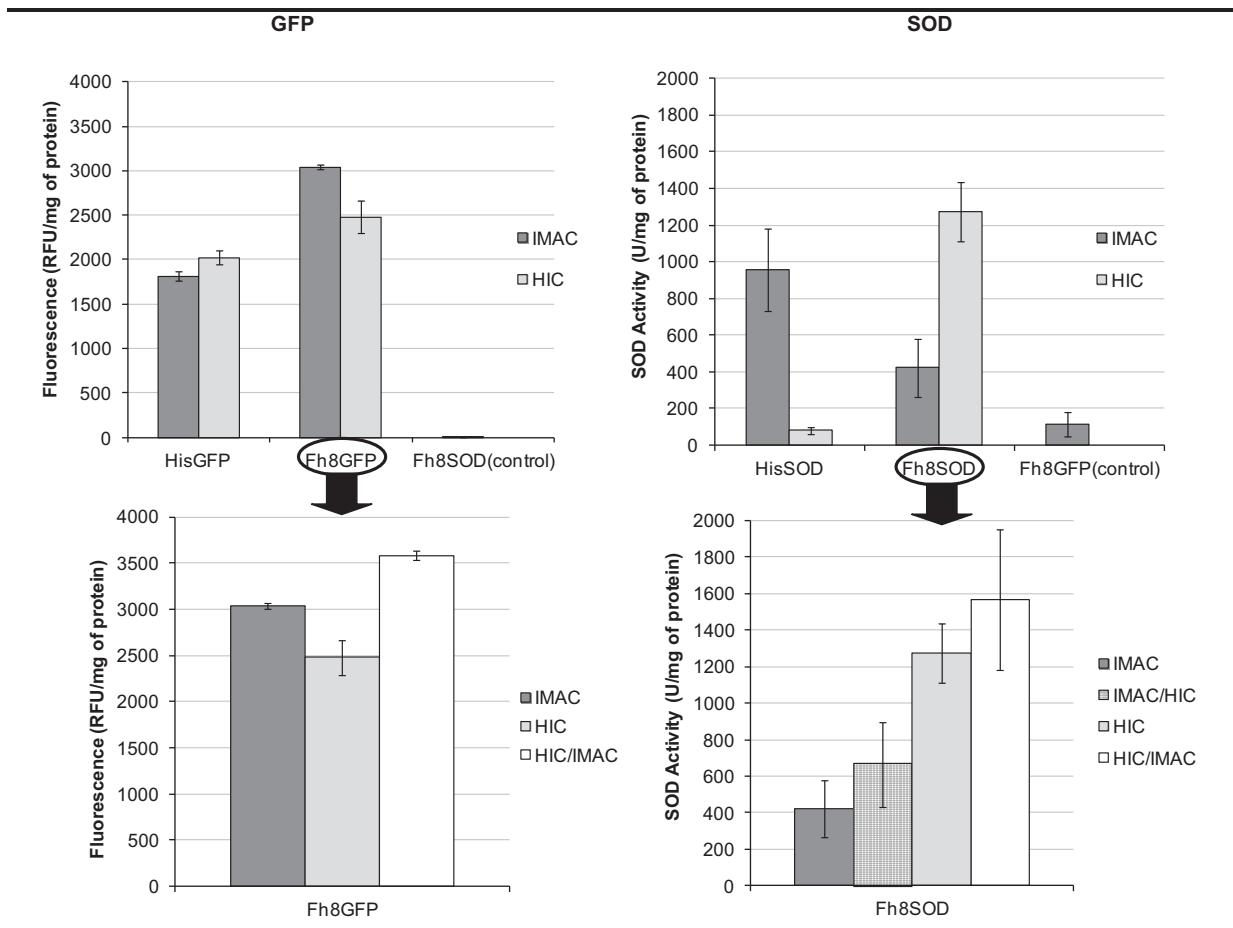 GFP
Fluorescence (RFU/mg of protein)
4000
3500
3000
2500
2000
1500
1000
500
0
HisGFP
Fh8GFP
Fh8SOD(control)
IMAC
HIC
SOD
SOD Activity (U/mg of protein)
2000
1800
1600
1400
1200
1000
800
600
400
200
0
HisSOD
Fh8SOD
Fh8GFP(control)
IMAC
HIC
Fluorescence (RFU/mg of protein)
4000
3500
3000
2500
2000
1500
1000
500
0
Fh8GFP
IMAC
HIC
HIC/IMAC
SOD Activity (U/mg of protein)
2000
1800
1600
1400
1200
1000
800
600
400
200
0
Fh8SOD
IMAC
IMAC/HIC
HIC
HIC/IMAC